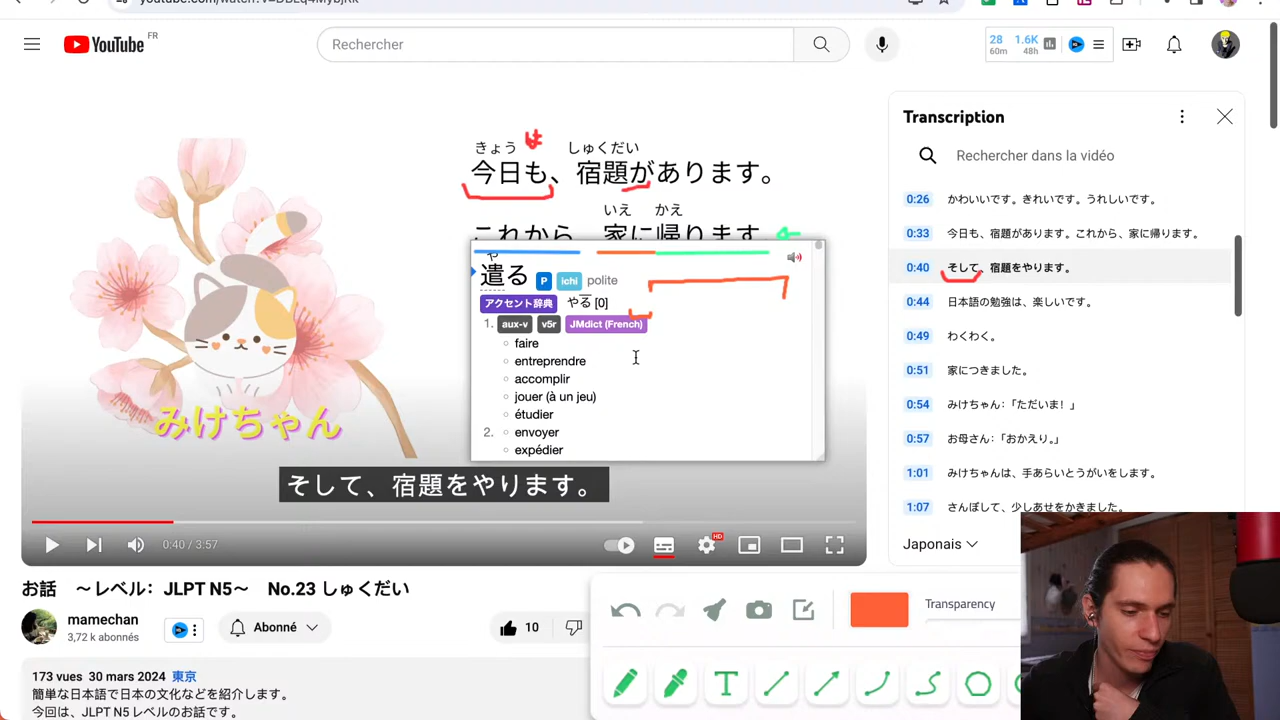 YouTube FR
Rechercher
28 60m
1.6K 48h
きょう は しゅくだい
今日も、宿題があります。
いえ かえ
これから 家に帰ります
や
遣る P ichi polite
アクセント辞典 やる [0]
1. aux-v v5r JMdict (French)
faire
entreprendre
accomplir
jouer (à un jeu)
étudier
2. envoyer
expédier
みけちゃん
そして、宿題をやります。
0:40 / 3:57
HD
Transcription
Rechercher dans la vidéo
0:26 かわいいです。きれいです。うれしいです。
0:33 今日も、宿題があります。これから、家に帰ります。
0:40 そして、宿題をやります。
0:44 日本語の勉強は、楽しいです。
0:49 わくわく。
0:51 家につきました。
0:54 みけちゃん：「ただいま！」
0:57 お母さん：「おかえり。」
1:01 みけちゃんは、手あらいとうがいをします。
1:07 さんぽして、少しあせをかきました。
Japonais
お話 ～レベル： JLPT N5～ No.23 しゅくだい
mamechan
3,72 k abonnés
Abonné
10
173 vues 30 mars 2024 東京
簡単な日本語で日本の文化などを紹介します。
今回は、JLPT N5レベルのお話です。
Transparency
T